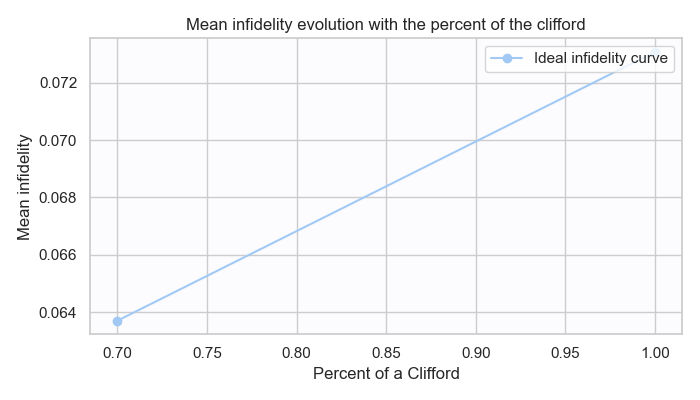 Mean infidelity evolution with the percent of the clifford
Ideal infidelity curve
Mean infidelity
0.072
0.070
0.068
0.066
0.064
0.70 0.75 0.80 0.85 0.90 0.95 1.00
Percent of a Clifford